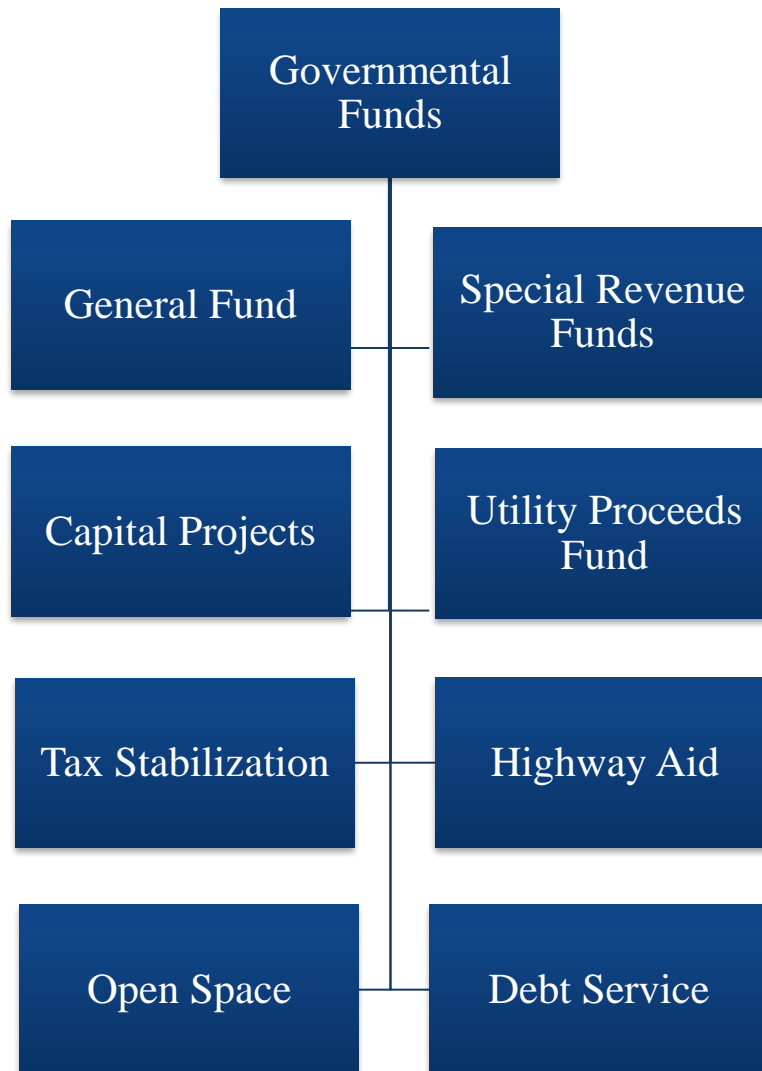 Governmental
Funds
General Fund
Special Revenue
Funds
Capital Projects
Utility Proceeds
Fund
Tax Stabilization
Highway Aid
Open Space
Debt Service